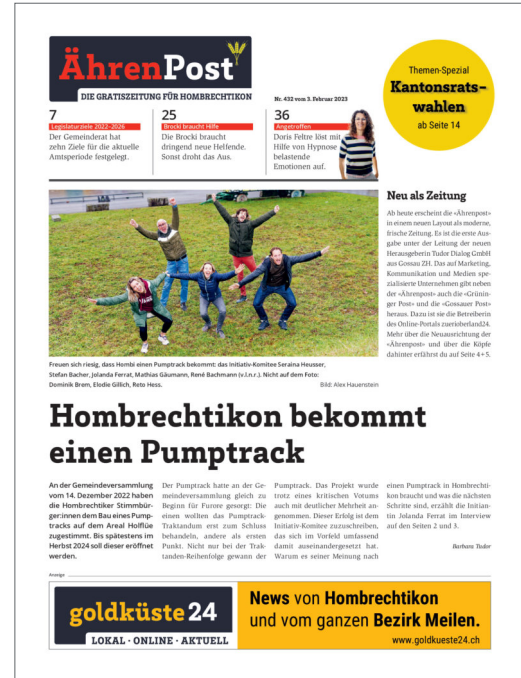 ÄhrenPost
DIE GRATISZEITUNG FÜR HOMBRECHTIKON
Nr. 432 vom 3. Februar 2023
Themen-Spezial
Kantonsrats-
wahlen
ab Seite 14
7
Legislaturziele 2022–2026
Der Gemeinderat hat
zehn Ziele für die aktuelle
Amtsperiode festgelegt.
25
Brocki braucht Hilfe
Die Brocki braucht
dringend neue Helfende.
Sonst droht das Aus.
36
Angetroffen
Doris Feltre löst mit
Hilfe von Hypnose
belastende
Emotionen auf.
Neu als Zeitung
Ab heute erscheint die «Ährenpost»
in einem neuen Layout als moderne,
frische Zeitung. Es ist die erste Aus-
gabe unter der Leitung der neuen
Herausgeberin Tudor Dialog GmbH
aus Gossau ZH. Das auf Marketing,
Kommunikation und Medien spe-
zialisierte Unternehmen gibt neben
der «Ährenpost» auch die «Grünin-
ger Post» und die «Gossauer Post»
heraus. Dazu ist sie die Betreiberin
des Online-Portals zuerioberland24.
Mehr über die Neuausrichtung der
«Ährenpost» und über die Köpfe
dahinter erfährst du auf Seite 4+5.
Freuen sich riesig, dass Hombi einen Pumptrack bekommt: das Initiativ-Komitee Seraina Heusser,
Stefan Bacher, Jolanda Ferrat, Mathias Gäumann, René Bachmann (v.l.n.r.). Nicht auf dem Foto:
Dominik Brem, Elodie Gillich, Reto Hess.
Bild: Alex Hauenstein
Hombrechtikon bekommt
einen Pumptrack
An der Gemeindeversammlung
vom 14. Dezember 2022 haben
die Hombrechtiker Stimmbür-
ger:innen dem Bau eines Pump-
tracks auf dem Areal Holflüe
zugestimmt. Bis spätestens im
Herbst 2024 soll dieser eröffnet
werden.
Der Pumptrack hatte an der Ge-
meindeversammlung gleich zu
Beginn für Furore gesorgt: Die
einen wollten das Pumptrack-
Traktandum erst zum Schluss
behandeln, andere als ersten
Punkt. Nicht nur bei der Trak-
tanden-Reihenfolge gewann der
Pumptrack. Das Projekt wurde
trotz eines kritischen Votums
auch mit deutlicher Mehrheit an-
genommen. Dieser Erfolg ist dem
Initiativ-Komitee zuzuschreiben,
das sich im Vorfeld umfassend
damit auseinandergesetzt hat.
Warum es seiner Meinung nach
einen Pumptrack in Hombrechti-
kon braucht und was die nächsten
Schritte sind, erzählt die Initian-
tin Jolanda Ferrat im Interview
auf den Seiten 2 und 3.
Barbara Tudor
Anzeige
goldküste24
LOKAL · ONLINE · AKTUELL
News von Hombrechtikon
und vom ganzen Bezirk Meilen.
www.goldkueste24.ch